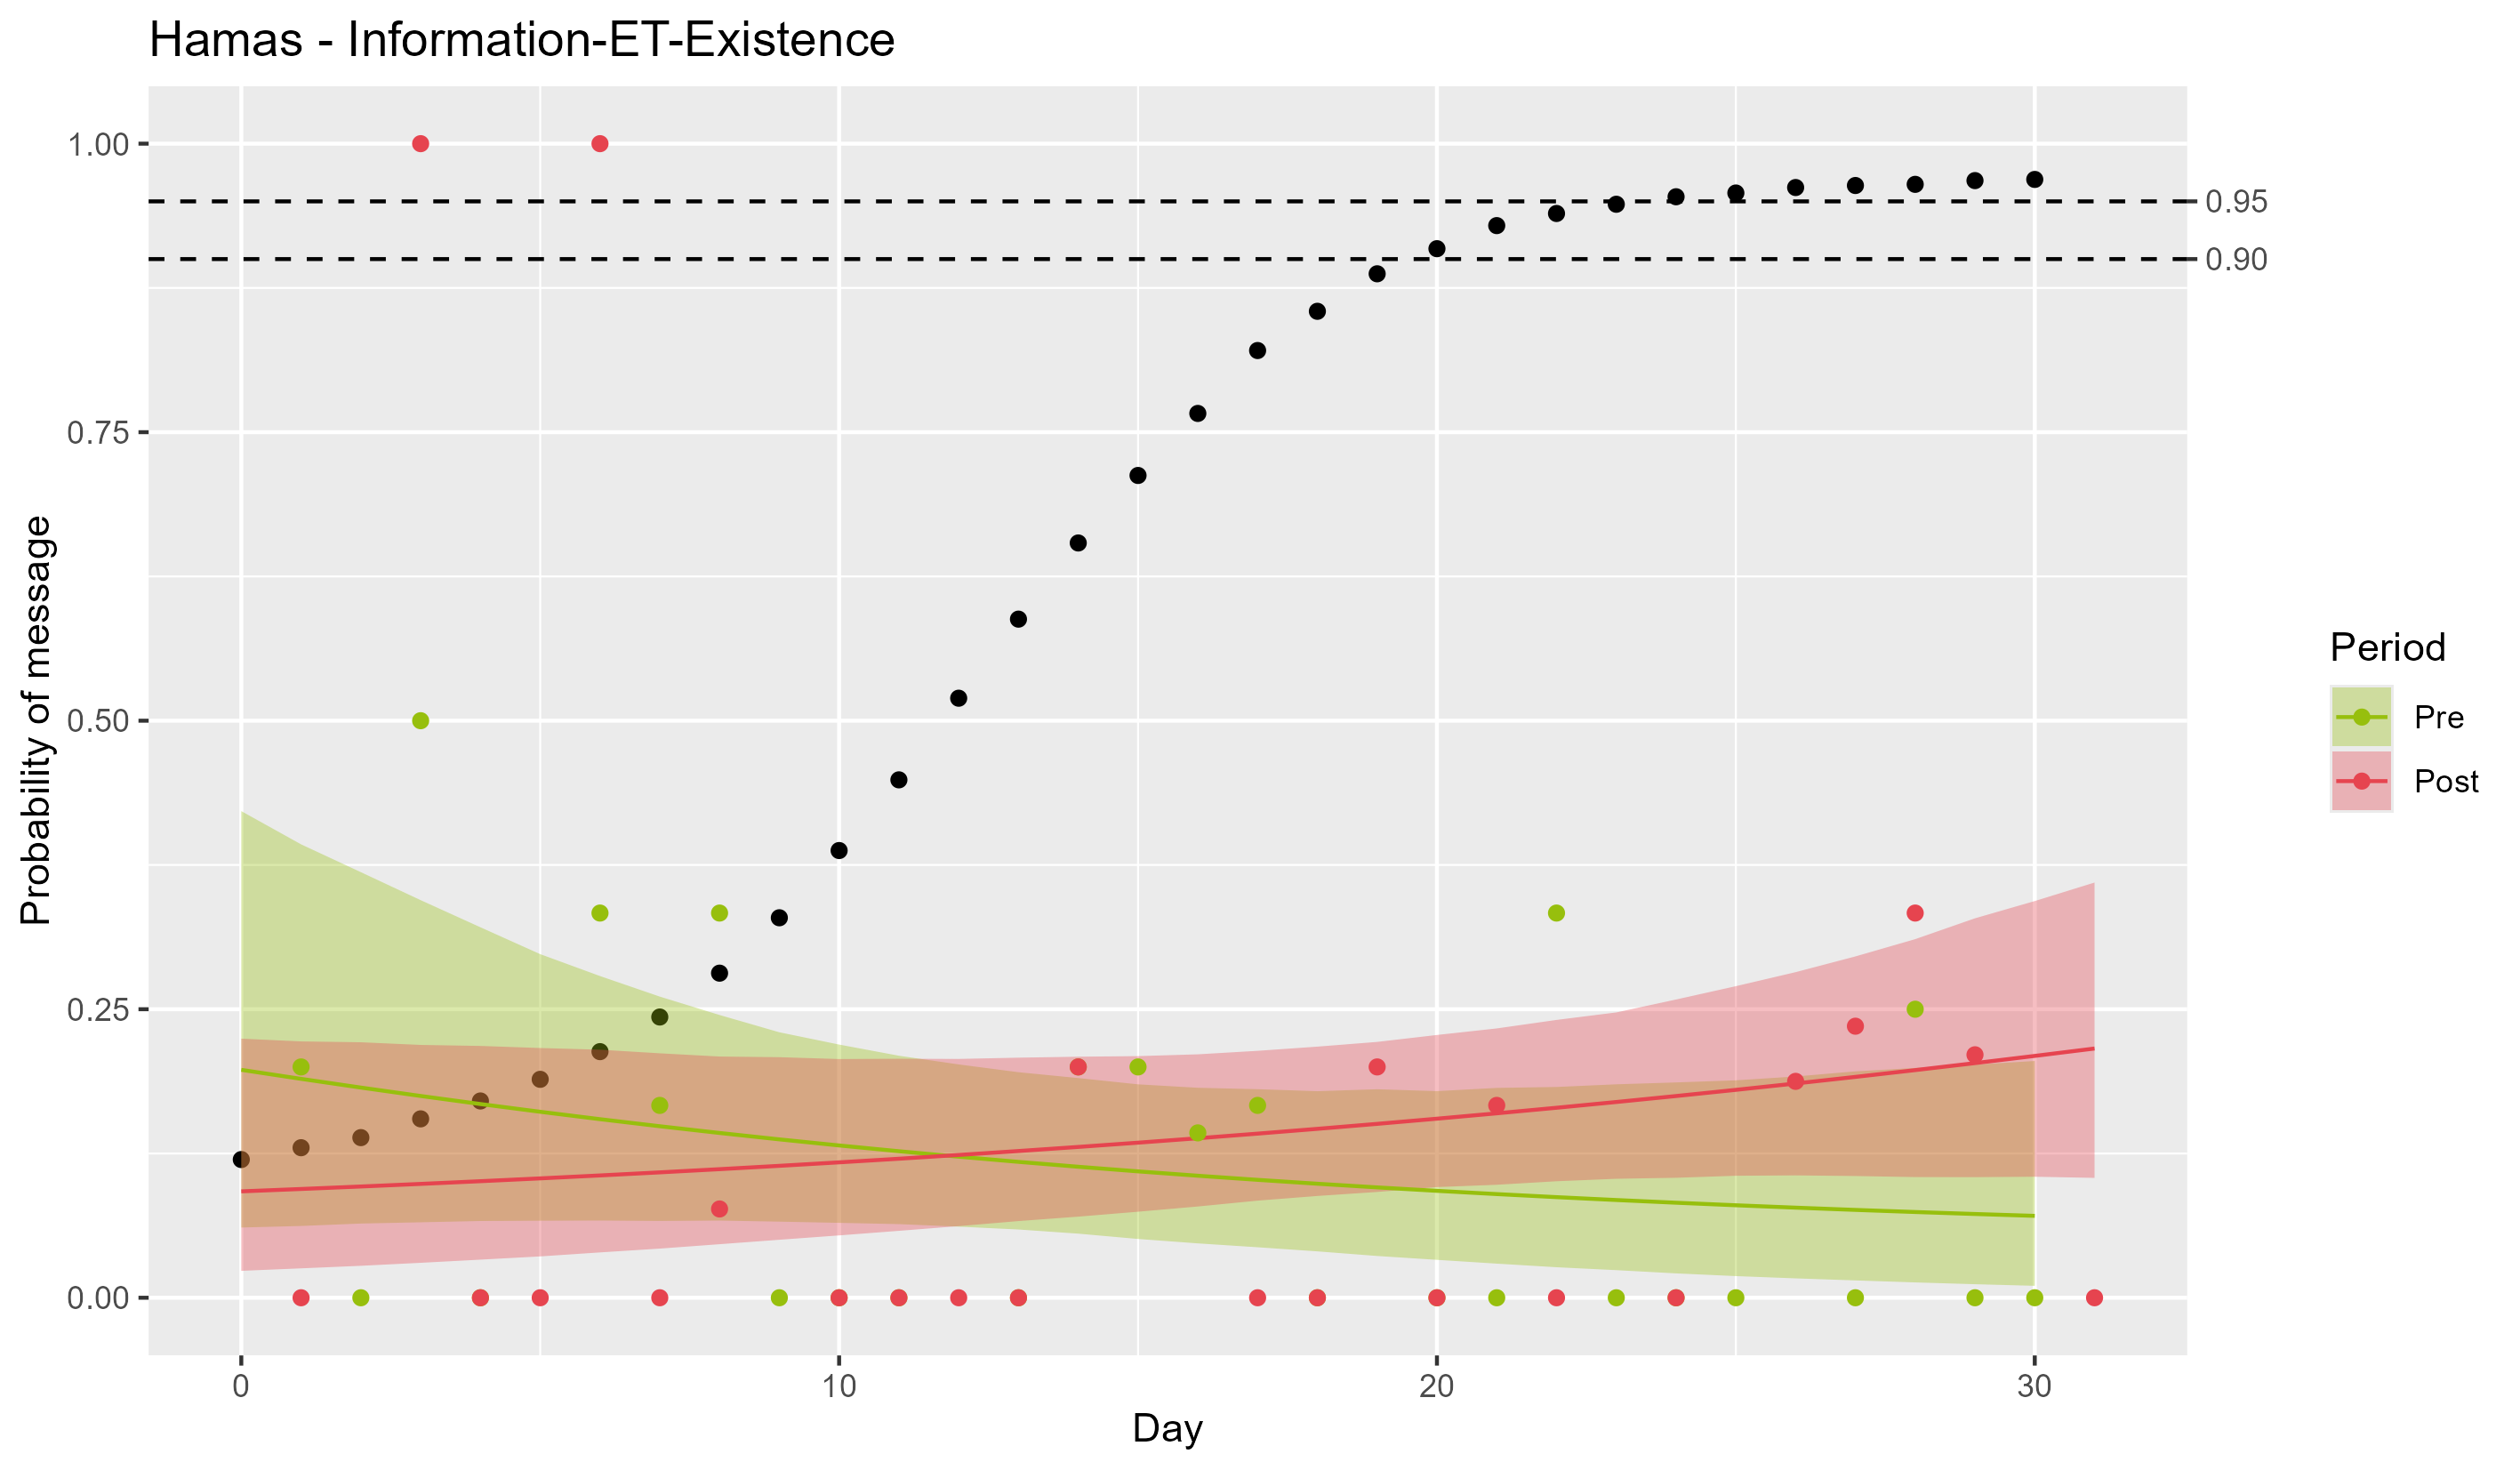 Hamas - Information-ET-Existence
Probability of message
1.00
0.75
0.50
0.25
0.00
0.95
0.90
0
10
20
30
Day
Period
Pre
Post